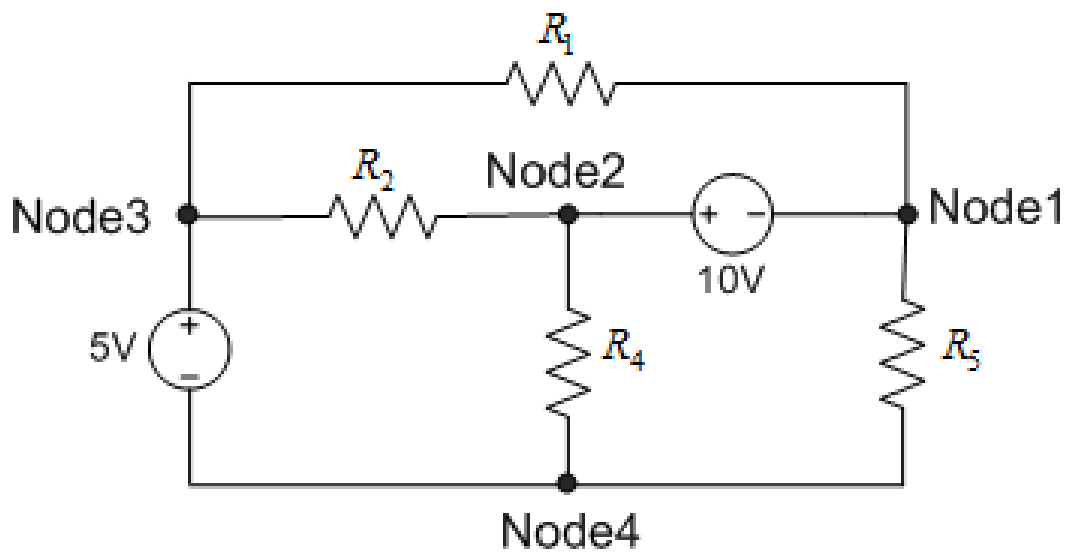 R1
R2
Node2
Node3
+ −
Node1
10V
+
5V
−
R4
R5
Node4